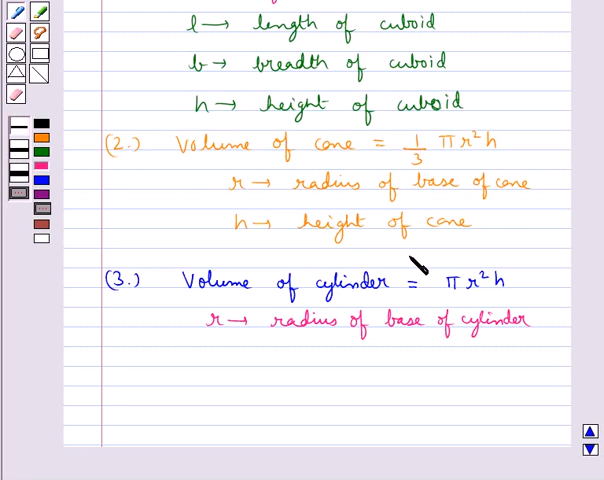 l → length of cuboid
b → breadth of cuboid
h → height of cuboid
(2.) Volume of cone = 1/3 πr²h
r → radius of base of cone
h → height of cone
(3.) Volume of cylinder = πr²h
r → radius of base of cylinder